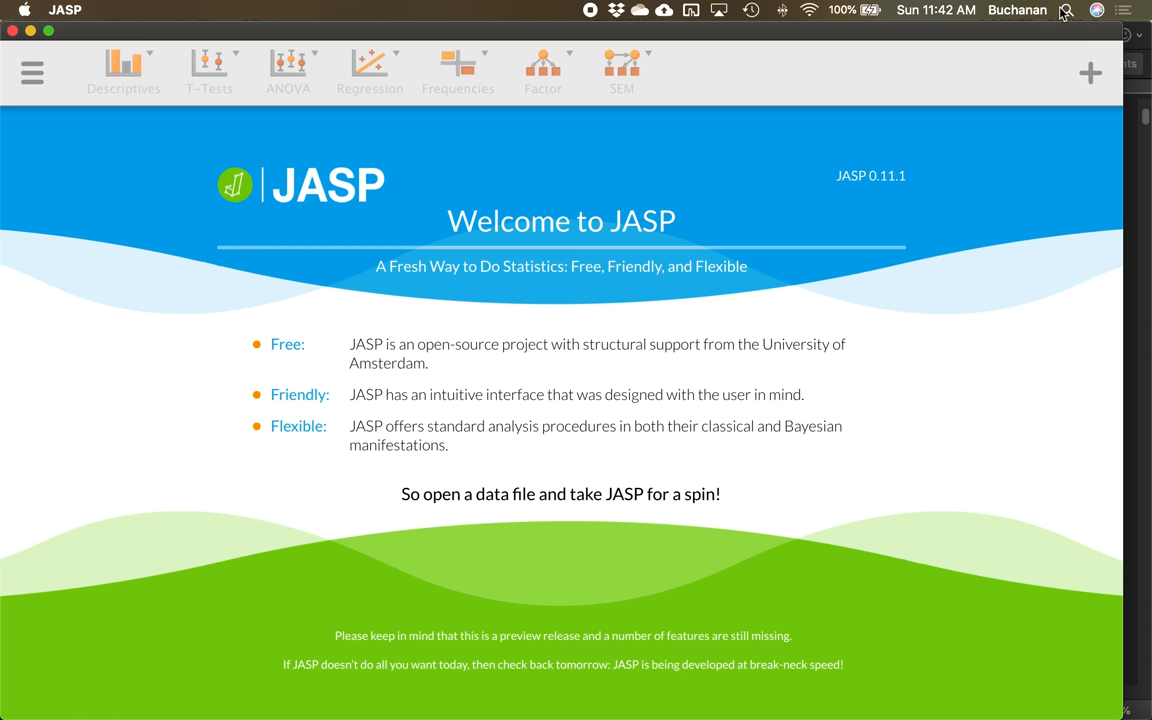 JASP
100%
Sun 11:42 AM
Buchanan
nts
Descriptives
T-Tests
ANOVA
Regression
Frequencies
Factor
SEM
JASP
JASP 0.11.1
Welcome to JASP
A Fresh Way to Do Statistics: Free, Friendly, and Flexible
Free: JASP is an open-source project with structural support from the University of
Amsterdam.
Friendly: JASP has an intuitive interface that was designed with the user in mind.
Flexible: JASP offers standard analysis procedures in both their classical and Bayesian
manifestations.
So open a data file and take JASP for a spin!
Please keep in mind that this is a preview release and a number of features are still missing.
If JASP doesn't do all you want today, then check back tomorrow: JASP is being developed at break-neck speed!
%